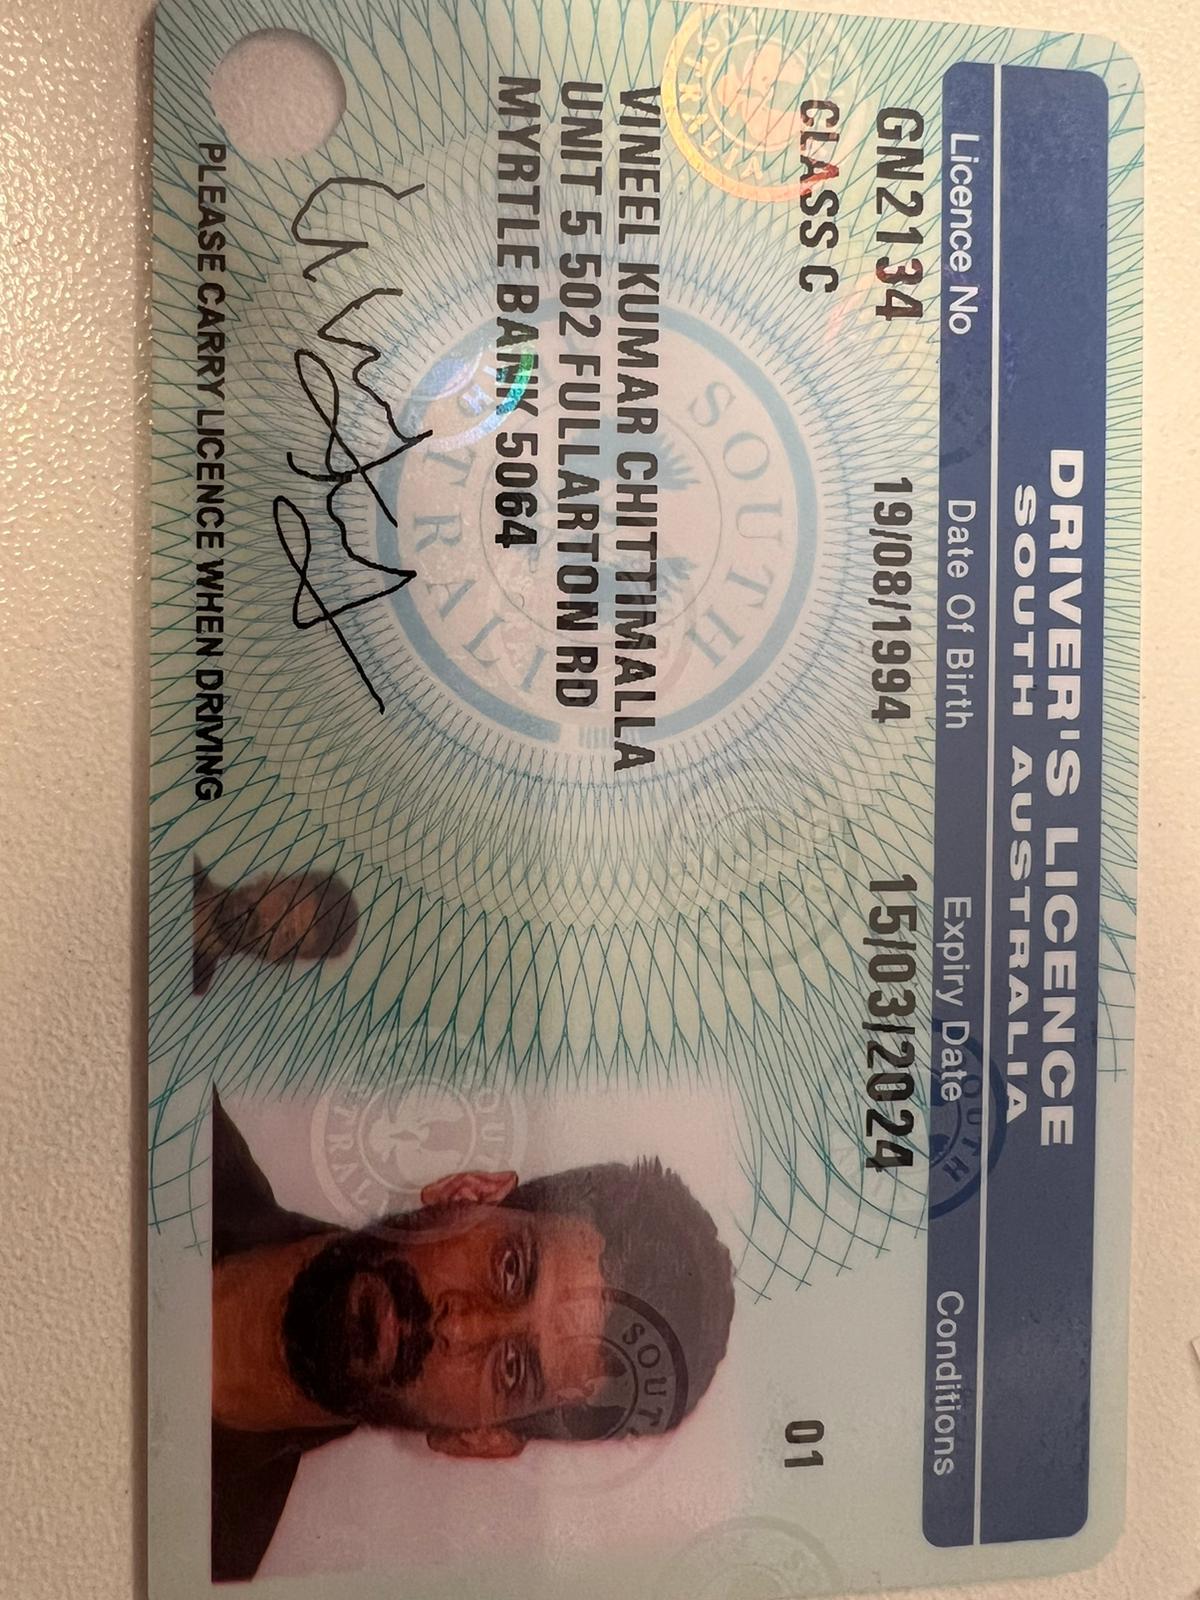 DRIVER'S LICENCE
SOUTH AUSTRALIA
Licence No Date Of Birth Expiry Date Conditions
GN2134 19/08/1994 15/03/2024
CLASS C 01
SOUTH AUSTRALIA
VINEEL KUMAR CHITTIMALLA
UNIT 5 502 FULLARTON RD
MYRTLE BANK 5064
PLEASE CARRY LICENCE WHEN DRIVING